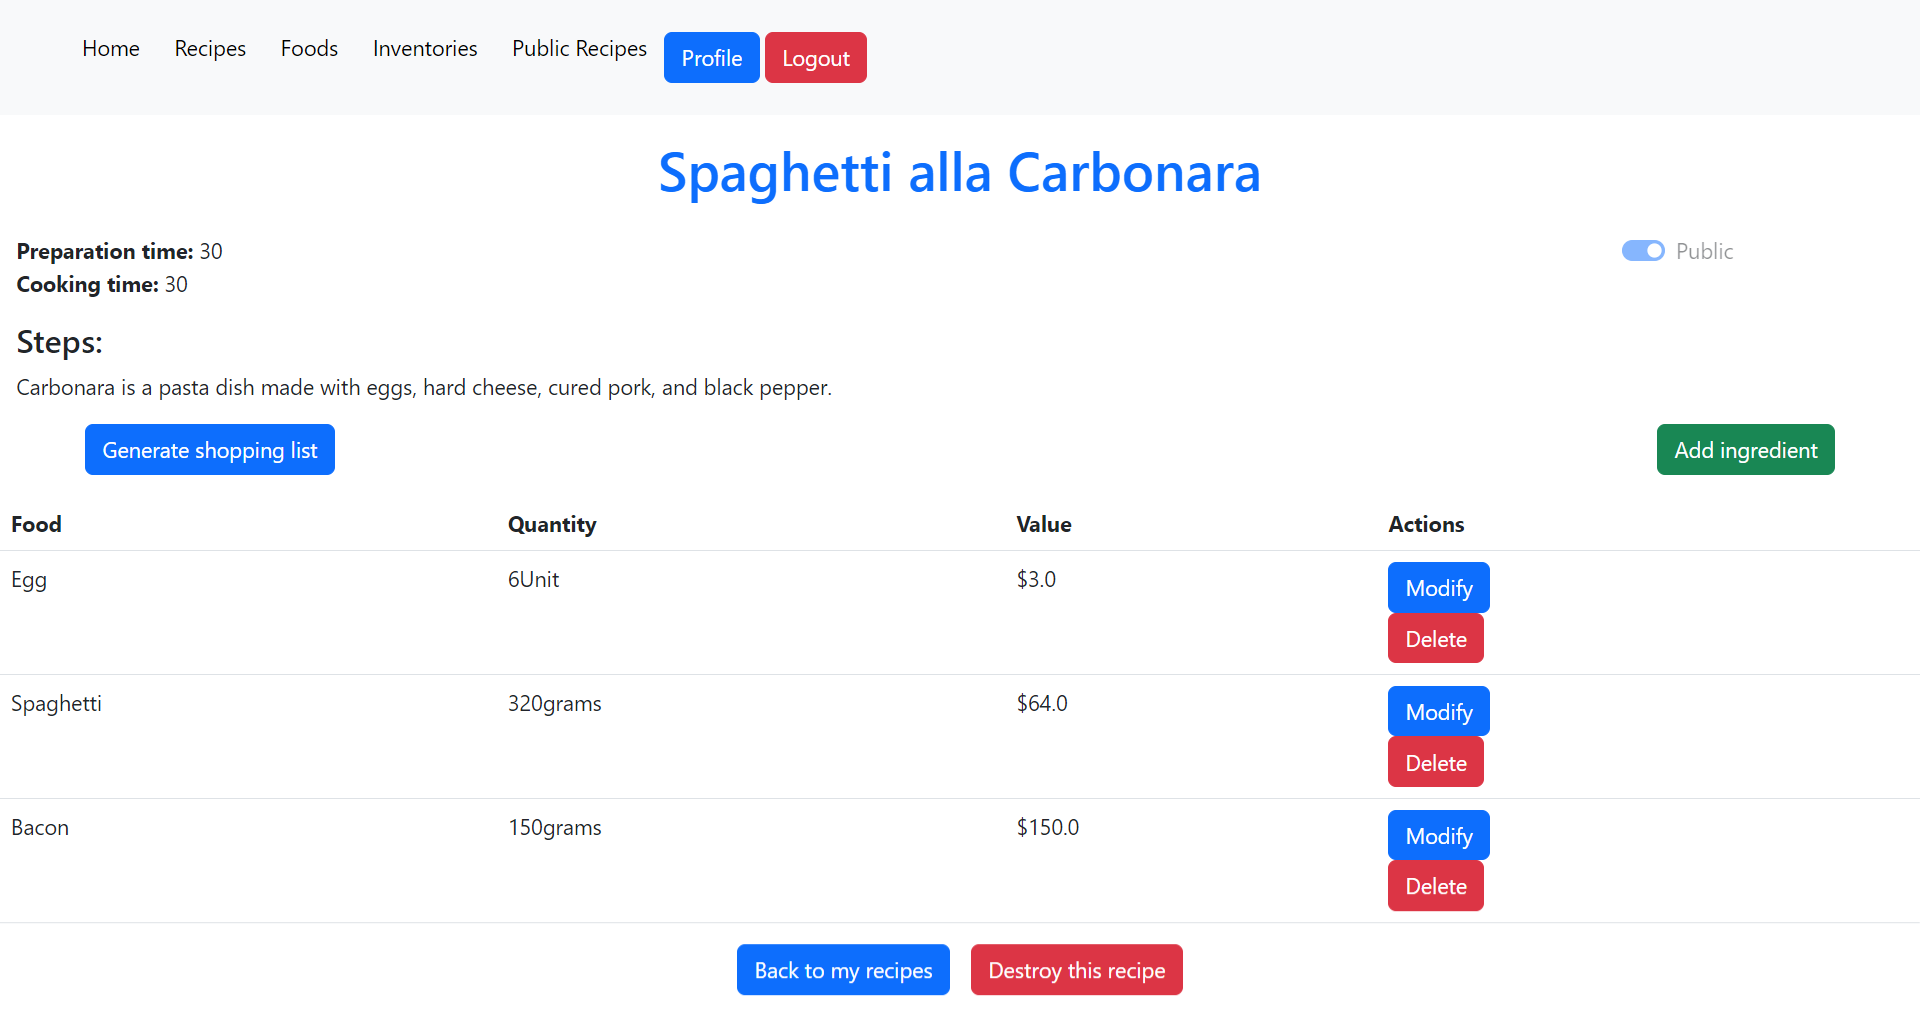 Home Recipes Foods Inventories Public Recipes Profile Logout
Spaghetti alla Carbonara
Preparation time: 30
Public
Cooking time: 30
Steps:
Carbonara is a pasta dish made with eggs, hard cheese, cured pork, and black pepper.
Generate shopping list Add ingredient
Food Quantity Value Actions
Egg 6Unit $3.0 Modify
Delete
Spaghetti 320grams $64.0 Modify
Delete
Bacon 150grams $150.0 Modify
Delete
Back to my recipes Destroy this recipe